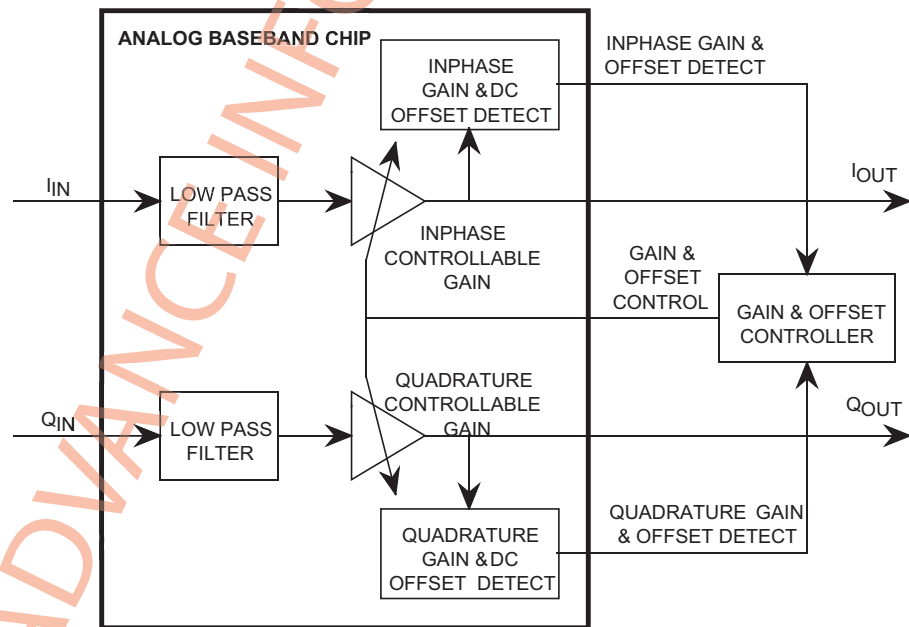 ANALOG BASEBAND CHIP
INPHASE
GAIN & DC
OFFSET DETECT
INPHASE GAIN &
OFFSET DETECT
IIN
LOW PASS
FILTER
IOUT
INPHASE
CONTROLLABLE
GAIN
GAIN &
OFFSET
CONTROL
GAIN & OFFSET
CONTROLLER
QUADRATURE
CONTROLLABLE
GAIN
QIN
LOW PASS
FILTER
QOUT
QUADRATURE
GAIN & DC
OFFSET DETECT
QUADRATURE GAIN
& OFFSET DETECT
ADVANCE INFO